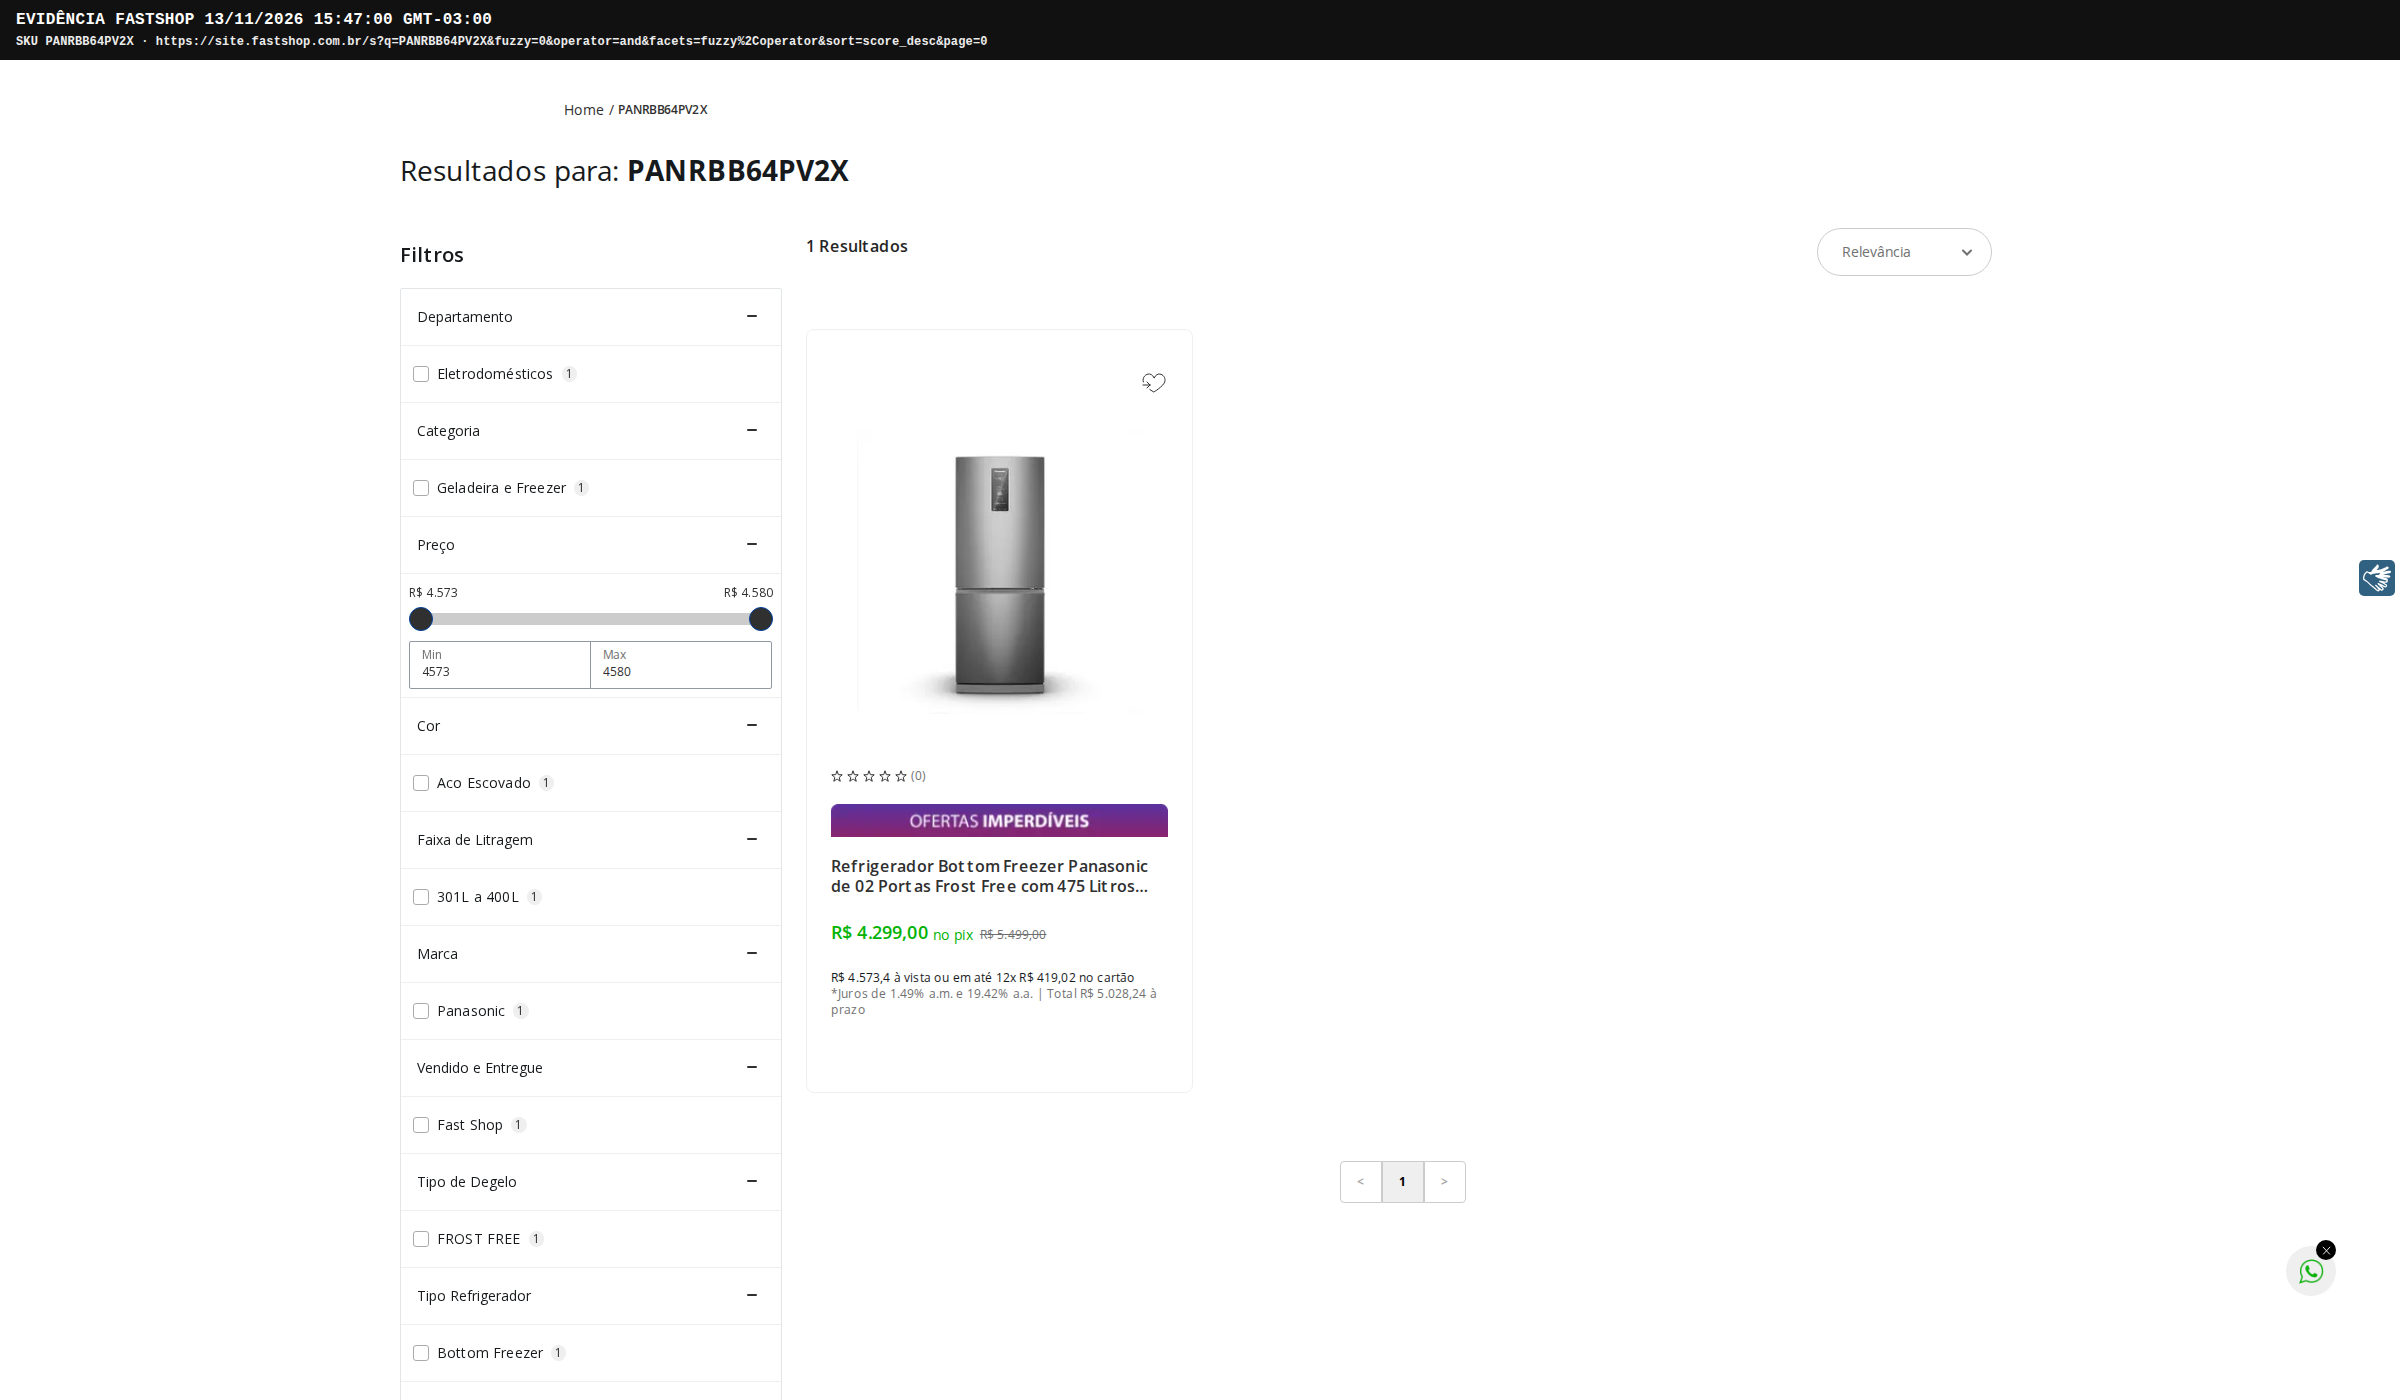 EVIDÊNCIA FASTSHOP 13/11/2026 15:47:00 GMT-03:00
SKU PANRBB64PV2X · https://site.fastshop.com.br/s?q=PANRBB64PV2X&fuzzy=0&operator=and&facets=fuzzy%2Coperator&sort=score_desc&page=0
Home / PANRBB64PV2X
Resultados para: PANRBB64PV2X
Filtros
Departamento
Eletrodomésticos 1
Categoria
Geladeira e Freezer 1
Preço
R$ 4.573 R$ 4.580
Min Max
4573 4580
Cor
Aco Escovado 1
Faixa de Litragem
301L a 400L 1
Marca
Panasonic 1
Vendido e Entregue
Fast Shop 1
Tipo de Degelo
FROST FREE 1
Tipo Refrigerador
Bottom Freezer 1
1 Resultados
Relevância
(0)
OFERTAS IMPERDÍVEIS
Refrigerador Bottom Freezer Panasonic
de 02 Portas Frost Free com 475 Litros...
R$ 4.299,00 no pix R$ 5.499,00
R$ 4.573,4 à vista ou em até 12x R$ 419,02 no cartão
*Juros de 1.49% a.m. e 19.42% a.a. | Total R$ 5.028,24 à
prazo
< 1 >